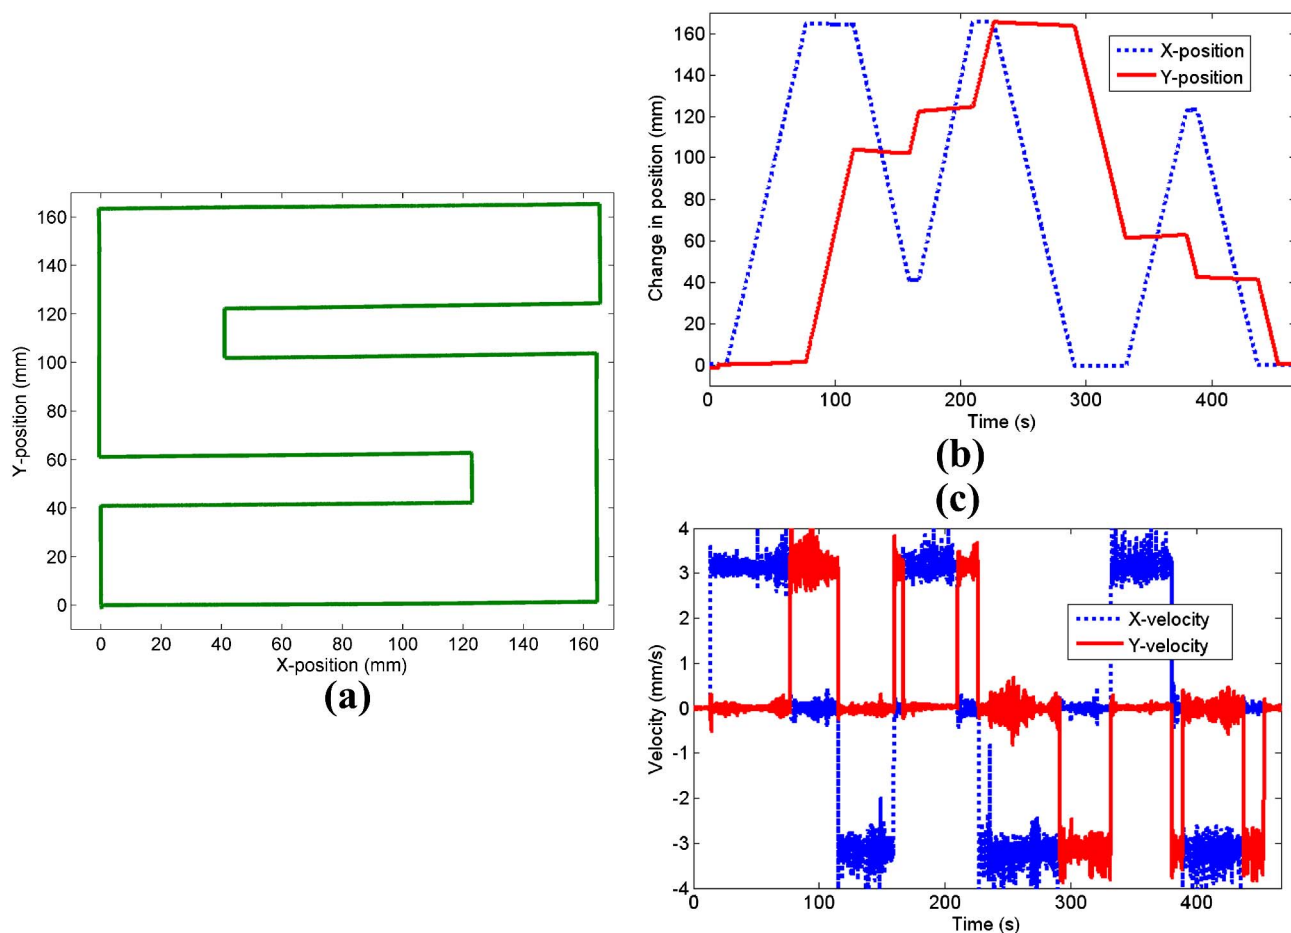 160
140
120
100
80
60
40
20
0
Y-position (mm)
0 20 40 60 80 100 120 140 160
X-position (mm)
(a)
160
140
120
100
80
60
40
20
0
Change in position (mm)
X-position
Y-position
0 100 200 300 400
Time (s)
(b)
(c)
4
3
2
1
0
-1
-2
-3
-4
Velocity (mm/s)
X-velocity
Y-velocity
0 100 200 300 400
Time (s)